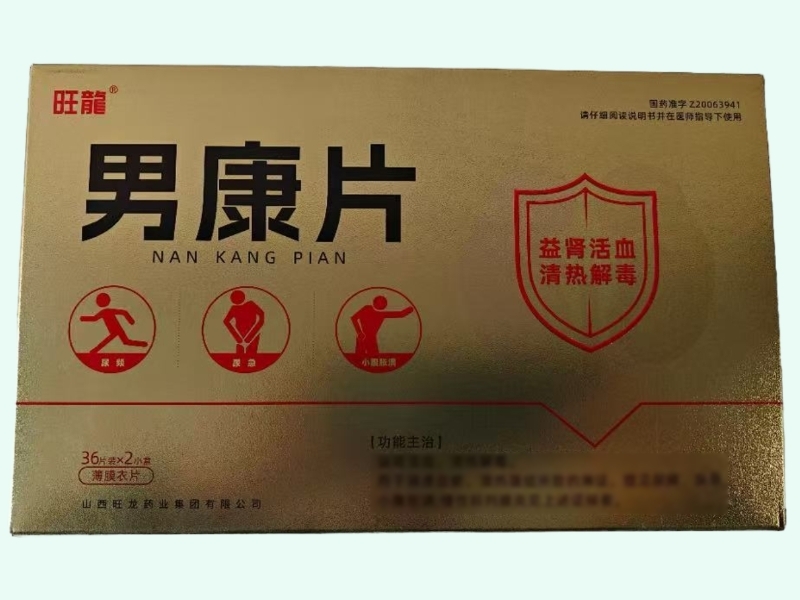 旺龍®
国药准字Z20063941
请仔细阅读说明书并在医师指导下使用
男康片
NAN KANG PIAN
益肾活血
清热解毒
尿频
尿急
小腹胀满
36片装×2小盒
薄膜衣片
山西旺龙药业集团有限公司
【功能主治】